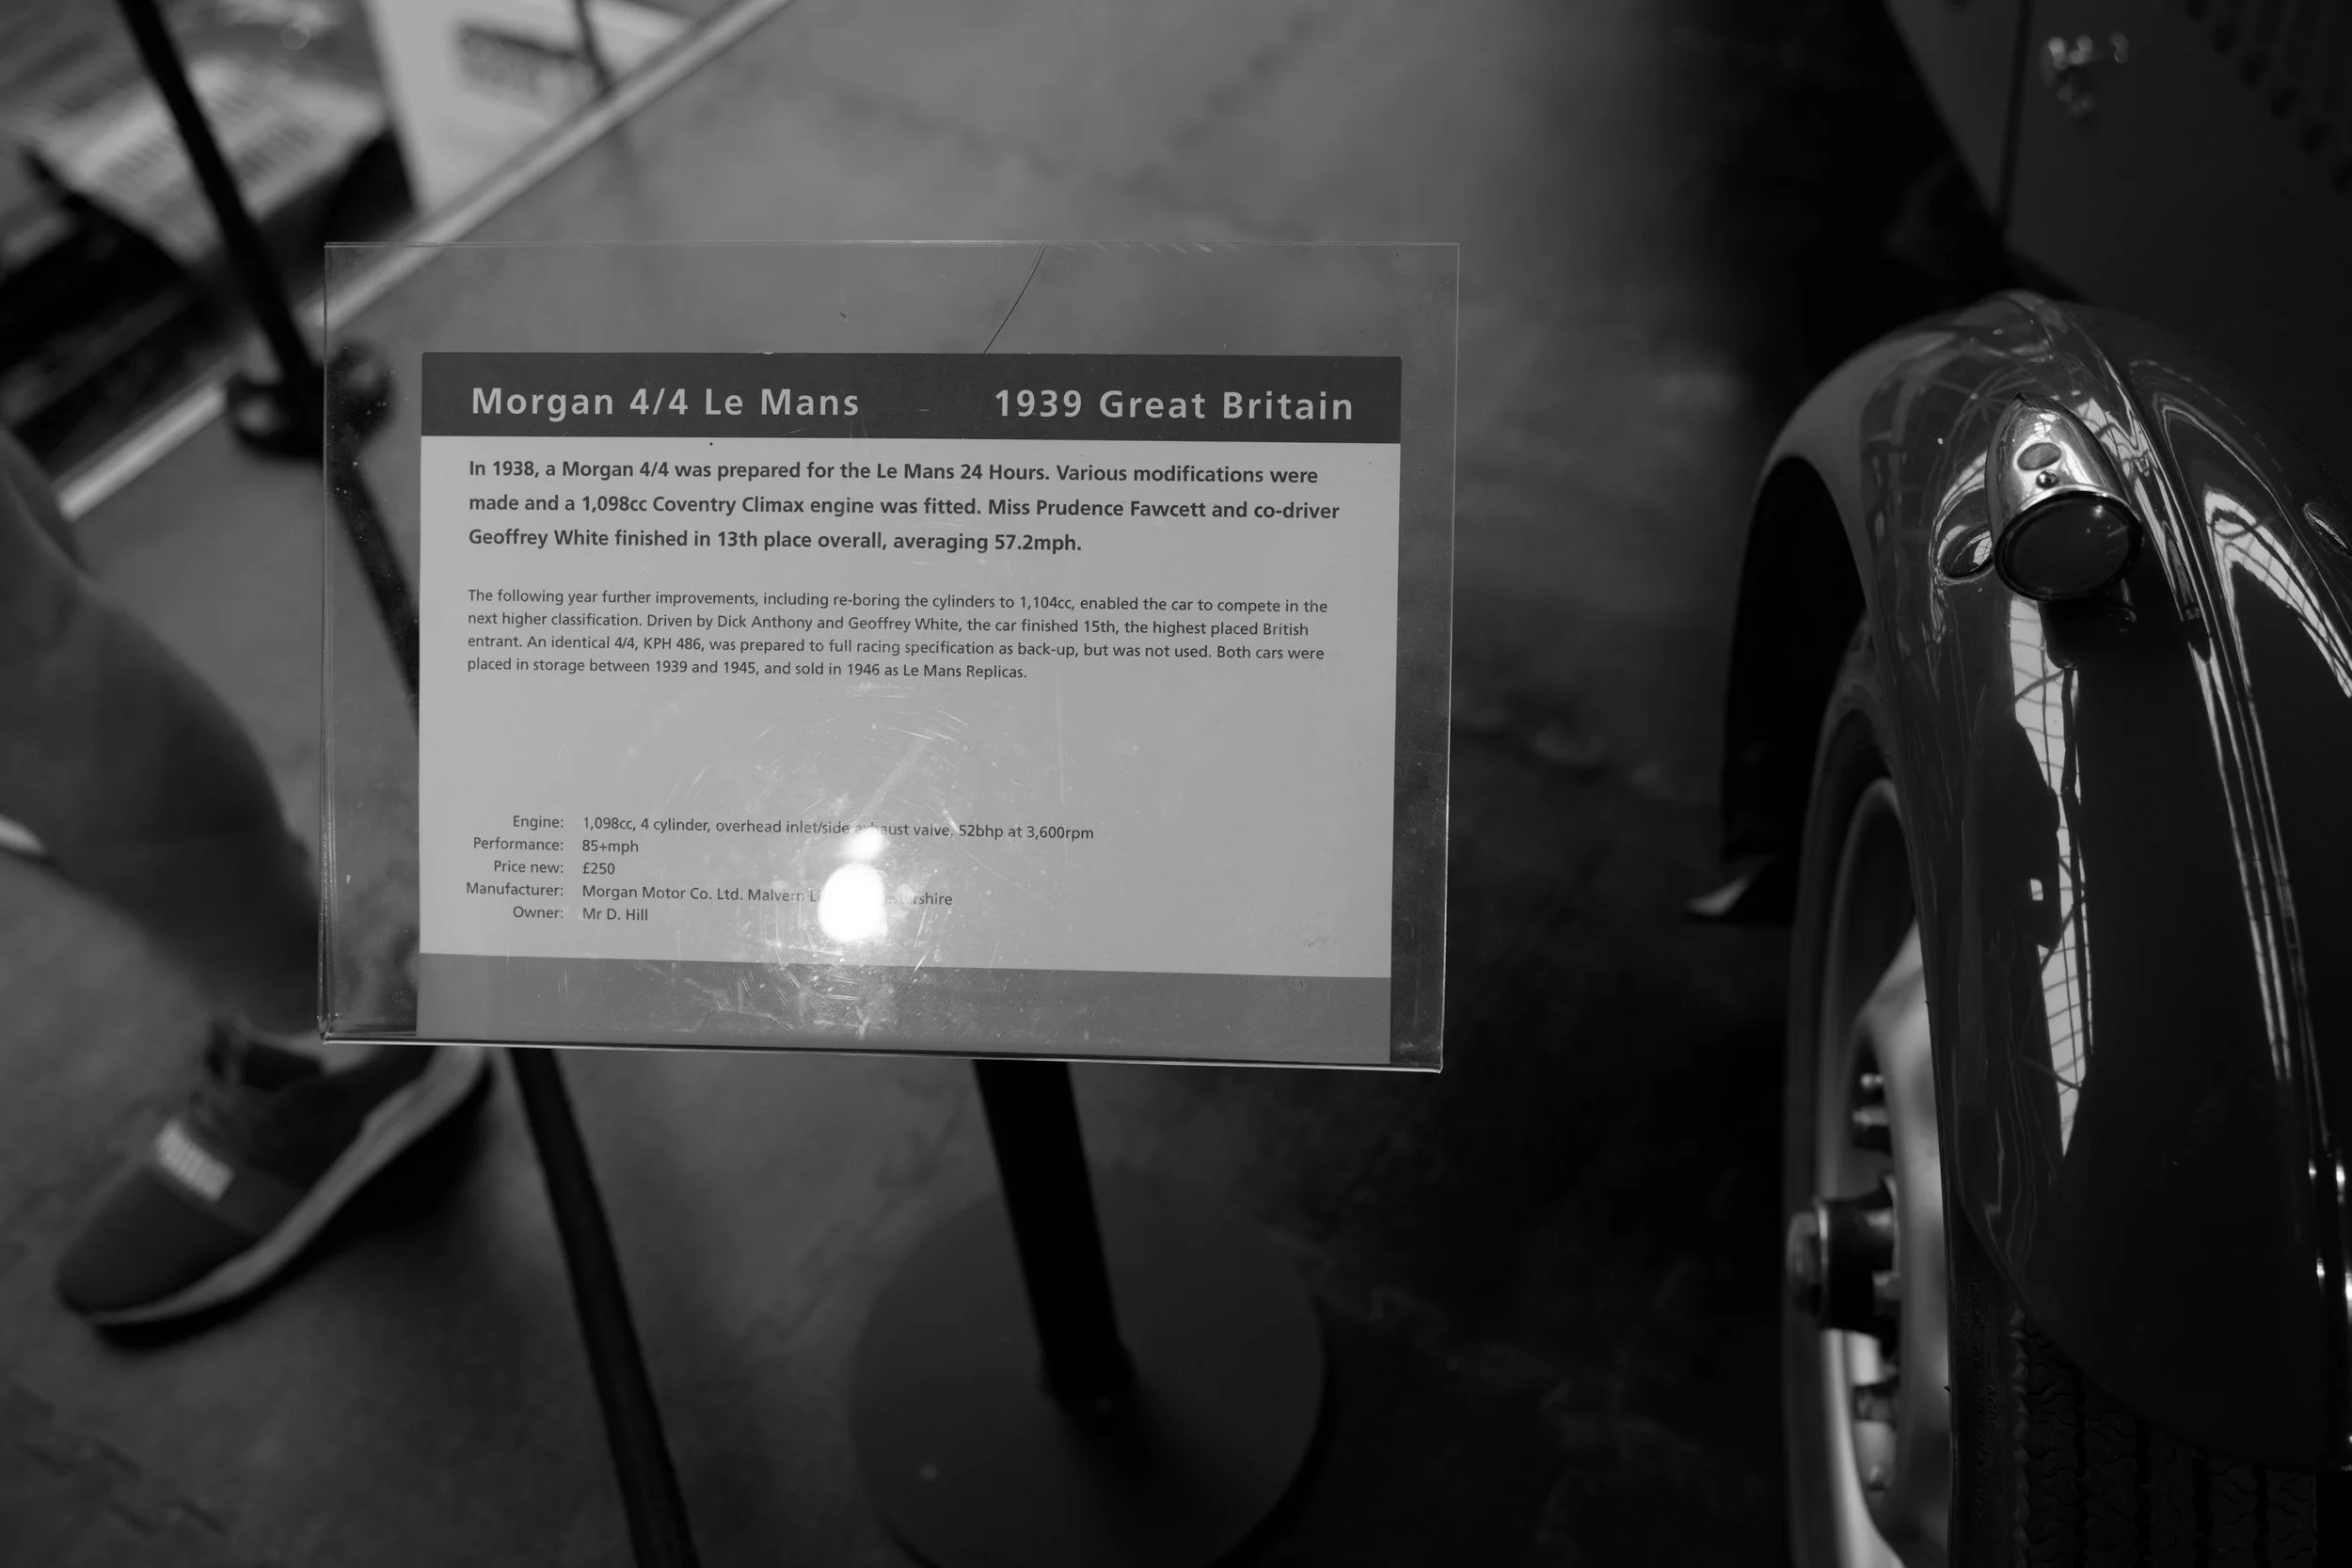 Morgan 4/4 Le Mans 1939 Great Britain
In 1938, a Morgan 4/4 was prepared for the Le Mans 24 Hours. Various modifications were
made and a 1,098cc Coventry Climax engine was fitted. Miss Prudence Fawcett and co-driver
Geoffrey White finished in 13th place overall, averaging 57.2mph.
The following year further improvements, including re-boring the cylinders to 1,104cc, enabled the car to compete in the
next higher classification. Driven by Dick Anthony and Geoffrey White, the car finished 15th, the highest placed British
entrant. An identical 4/4, KPH 486, was prepared to full racing specification as back-up, but was not used. Both cars were
placed in storage between 1939 and 1945, and sold in 1946 as Le Mans Replicas.
Engine: 1,098cc, 4 cylinder, overhead inlet/side exhaust valve, 52bhp at 3,600rpm
Performance: 85+mph
Price new: £250
Manufacturer: Morgan Motor Co. Ltd. Malvern
Owner: Mr D. Hill